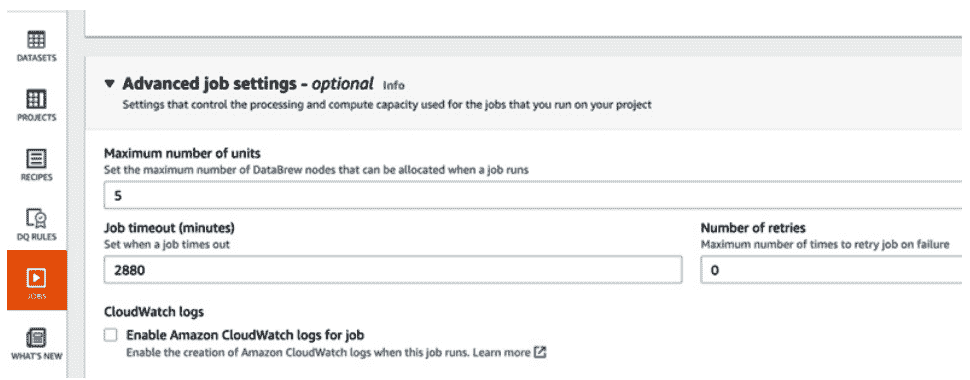 DATASETS
PROJECTS
RECIPES
DQ RULES
JOBS
WHAT'S NEW
Advanced job settings - optional Info
Settings that control the processing and compute capacity used for the jobs that you run on your project
Maximum number of units
Set the maximum number of DataBrew nodes that can be allocated when a job runs
5
Job timeout (minutes)
Set when a job times out
2880
Number of retries
Maximum number of times to retry job on failure
0
CloudWatch logs
Enable Amazon CloudWatch logs for job
Enable the creation of Amazon CloudWatch logs when this job runs. Learn more